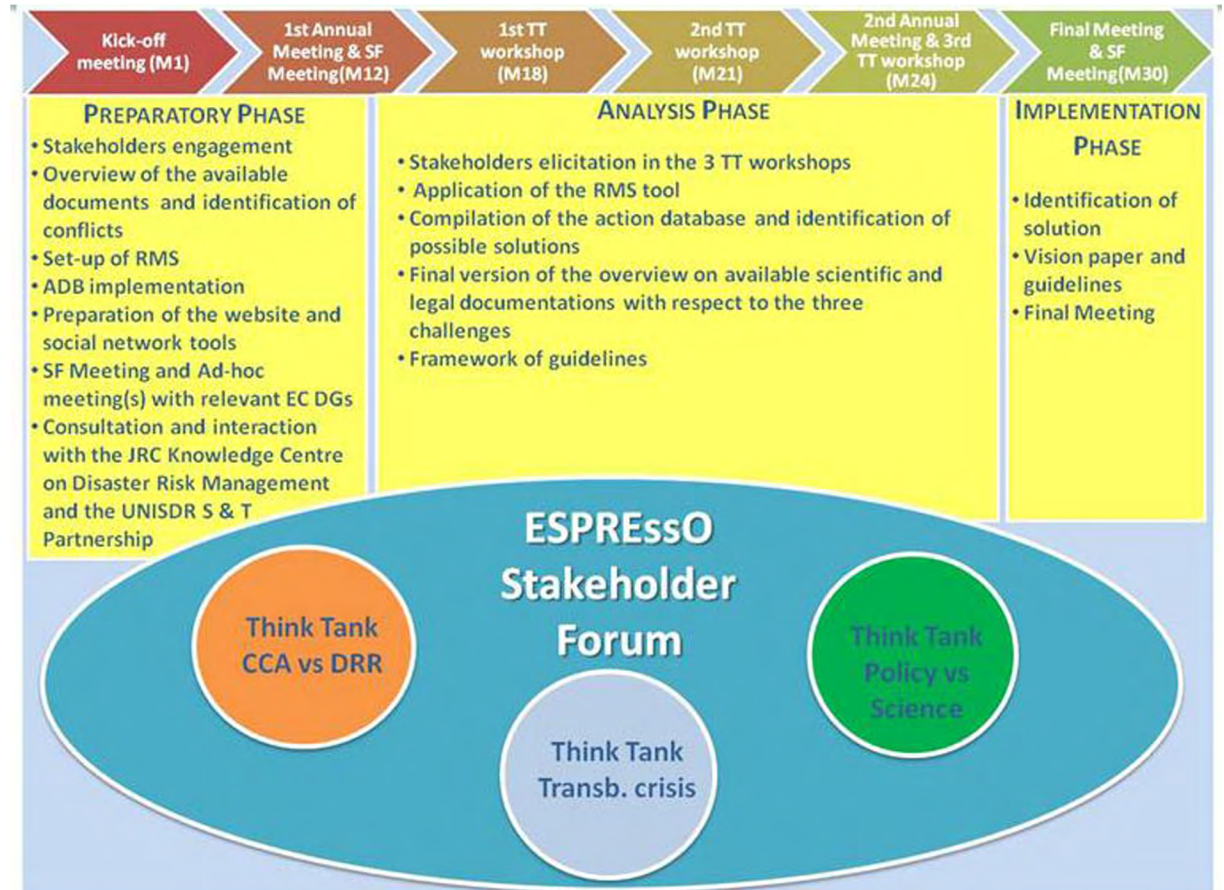 Kick-off
meeting (M1)
1st Annual
Meeting & SF
Meeting(M12)
1st TT
workshop
(M18)
2nd TT
workshop
(M21)
2nd Annual
Meeting & 3rd
TT workshop
(M24)
Final Meeting
& SF
Meeting(M30)
PREPARATORY PHASE
• Stakeholders engagement
• Overview of the available
documents and identification of
conflicts
• Set-up of RMS
• ADB implementation
• Preparation of the website and
social network tools
• SF Meeting and Ad-hoc
meeting(s) with relevant EC DGs
• Consultation and interaction
with the JRC Knowledge Centre
on Disaster Risk Management
and the UNISDR S & T
Partnership
ANALYSIS PHASE
• Stakeholders elicitation in the 3 TT workshops
• Application of the RMS tool
• Compilation of the action database and identification of
possible solutions
• Final version of the overview on available scientific and
legal documentations with respect to the three
challenges
• Framework of guidelines
IMPLEMENTATION
PHASE
• Identification of
solution
• Vision paper and
guidelines
• Final Meeting
ESPREssO
Stakeholder
Forum
Think Tank
CCA vs DRR
Think Tank
Transb. crisis
Think Tank
Policy vs
Science